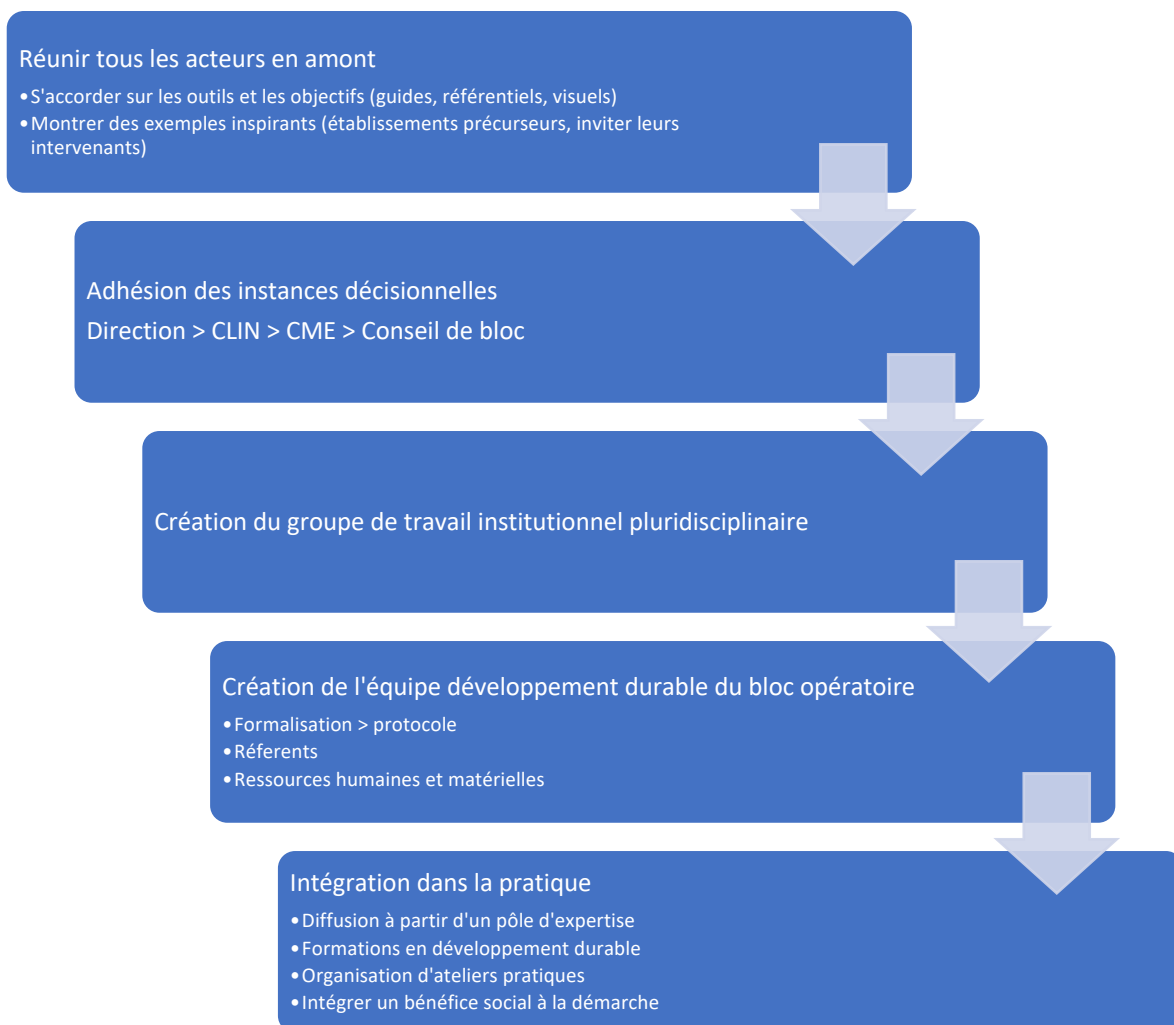 Réunir tous les acteurs en amont
•S'accorder sur les outils et les objectifs (guides, référentiels, visuels)
•Montrer des exemples inspirants (établissements précurseurs, inviter leurs
intervenants)
Adhésion des instances décisionnelles
Direction > CLIN > CME > Conseil de bloc
Création du groupe de travail institutionnel pluridisciplinaire
Création de l'équipe développement durable du bloc opératoire
•Formalisation > protocole
•Réferents
•Ressources humaines et matérielles
Intégration dans la pratique
•Diffusion à partir d'un pôle d'expertise
•Formations en développement durable
•Organisation d'ateliers pratiques
•Intégrer un bénéfice social à la démarche